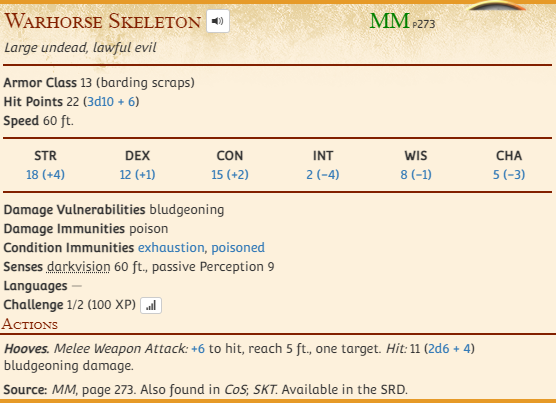 Warhorse Skeleton MM P273
Large undead, lawful evil
Armor Class 13 (barding scraps)
Hit Points 22 (3d10 + 6)
Speed 60 ft.
STR DEX CON INT WIS CHA
18 (+4) 12 (+1) 15 (+2) 2 (−4) 8 (−1) 5 (−3)
Damage Vulnerabilities bludgeoning
Damage Immunities poison
Condition Immunities exhaustion, poisoned
Senses darkvision 60 ft., passive Perception 9
Languages —
Challenge 1/2 (100 XP)
Actions
Hooves. Melee Weapon Attack: +6 to hit, reach 5 ft., one target. Hit: 11 (2d6 + 4)
bludgeoning damage.
Source: MM, page 273. Also found in CoS; SKT. Available in the SRD.